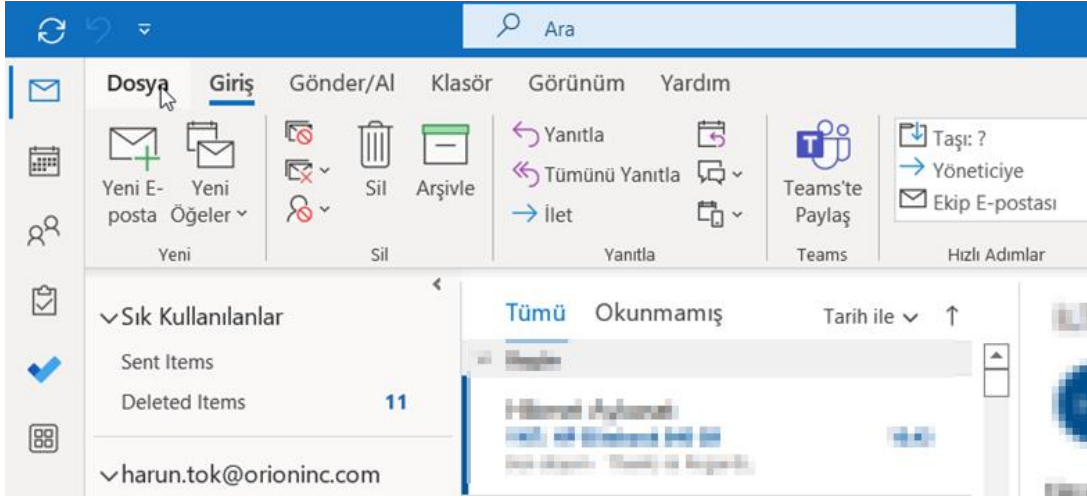 Ara
Dosya Giriş Gönder/Al Klasör Görünüm Yardım
Yeni E-posta
Yeni Öğeler
Sil
Arşivle
Yanıtla
Tümünü Yanıtla
İlet
Teams'te Paylaş
Taşı: ?
Yöneticiye
Ekip E-postası
Yeni
Sil
Yanıtla
Teams
Hızlı Adımlar
Sık Kullanılanlar
Sent Items
Deleted Items 11
harun.tok@orioninc.com
Tümü Okunmamış Tarih ile